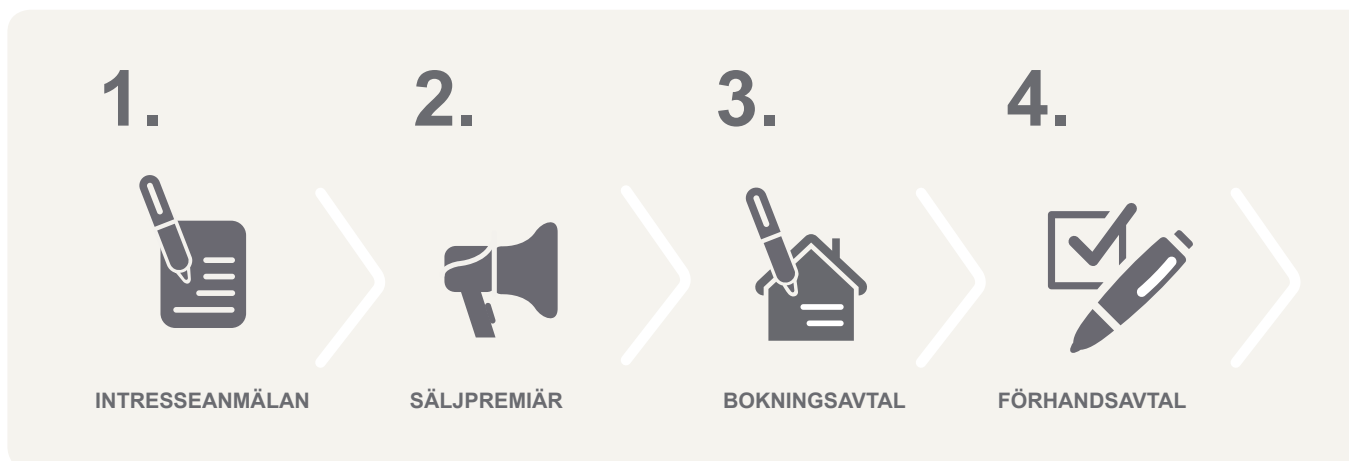 1.
2.
3.
4.
INTRESSEANMÄLAN
SÄLJPREMIÄR
BOKNINGSAVTAL
FÖRHANDSAVTAL